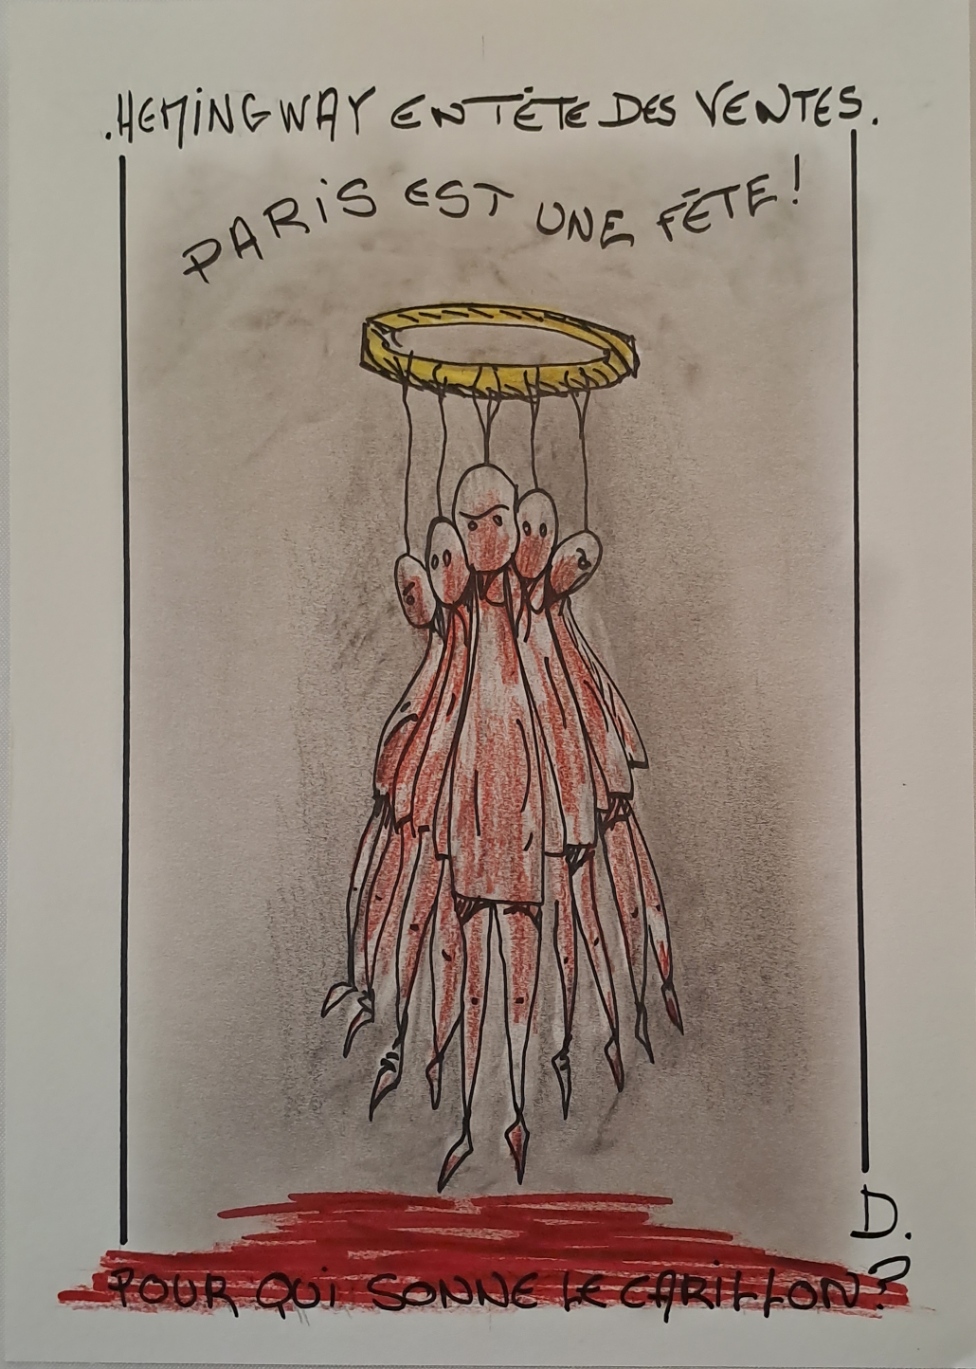 .HEMINGWAY EN TÊTE DES VENTES.
PARIS EST UNE FÊTE!
D.
POUR QUI SONNE LE CARILLON?